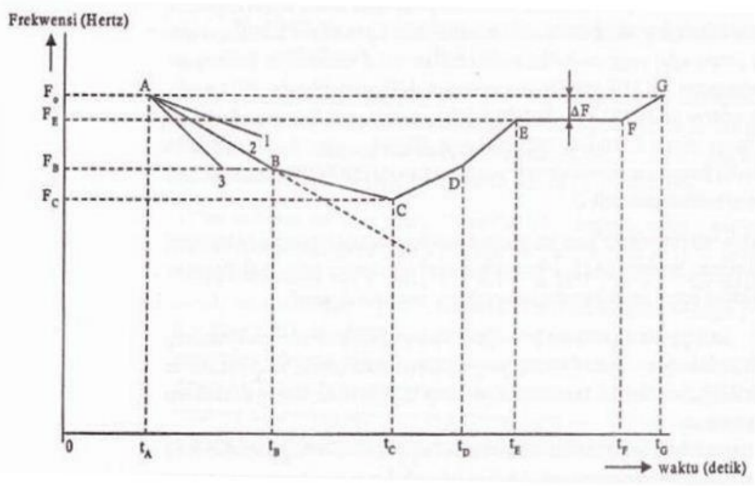 Frekwensi (Hertz)
A
G
F₀
ΔF
F_E
1
E
F
2
B
D
F_B
3
F_C
C
0
t_A
t_B
t_C
t_D
t_E
t_F
t_G
waktu (detik)